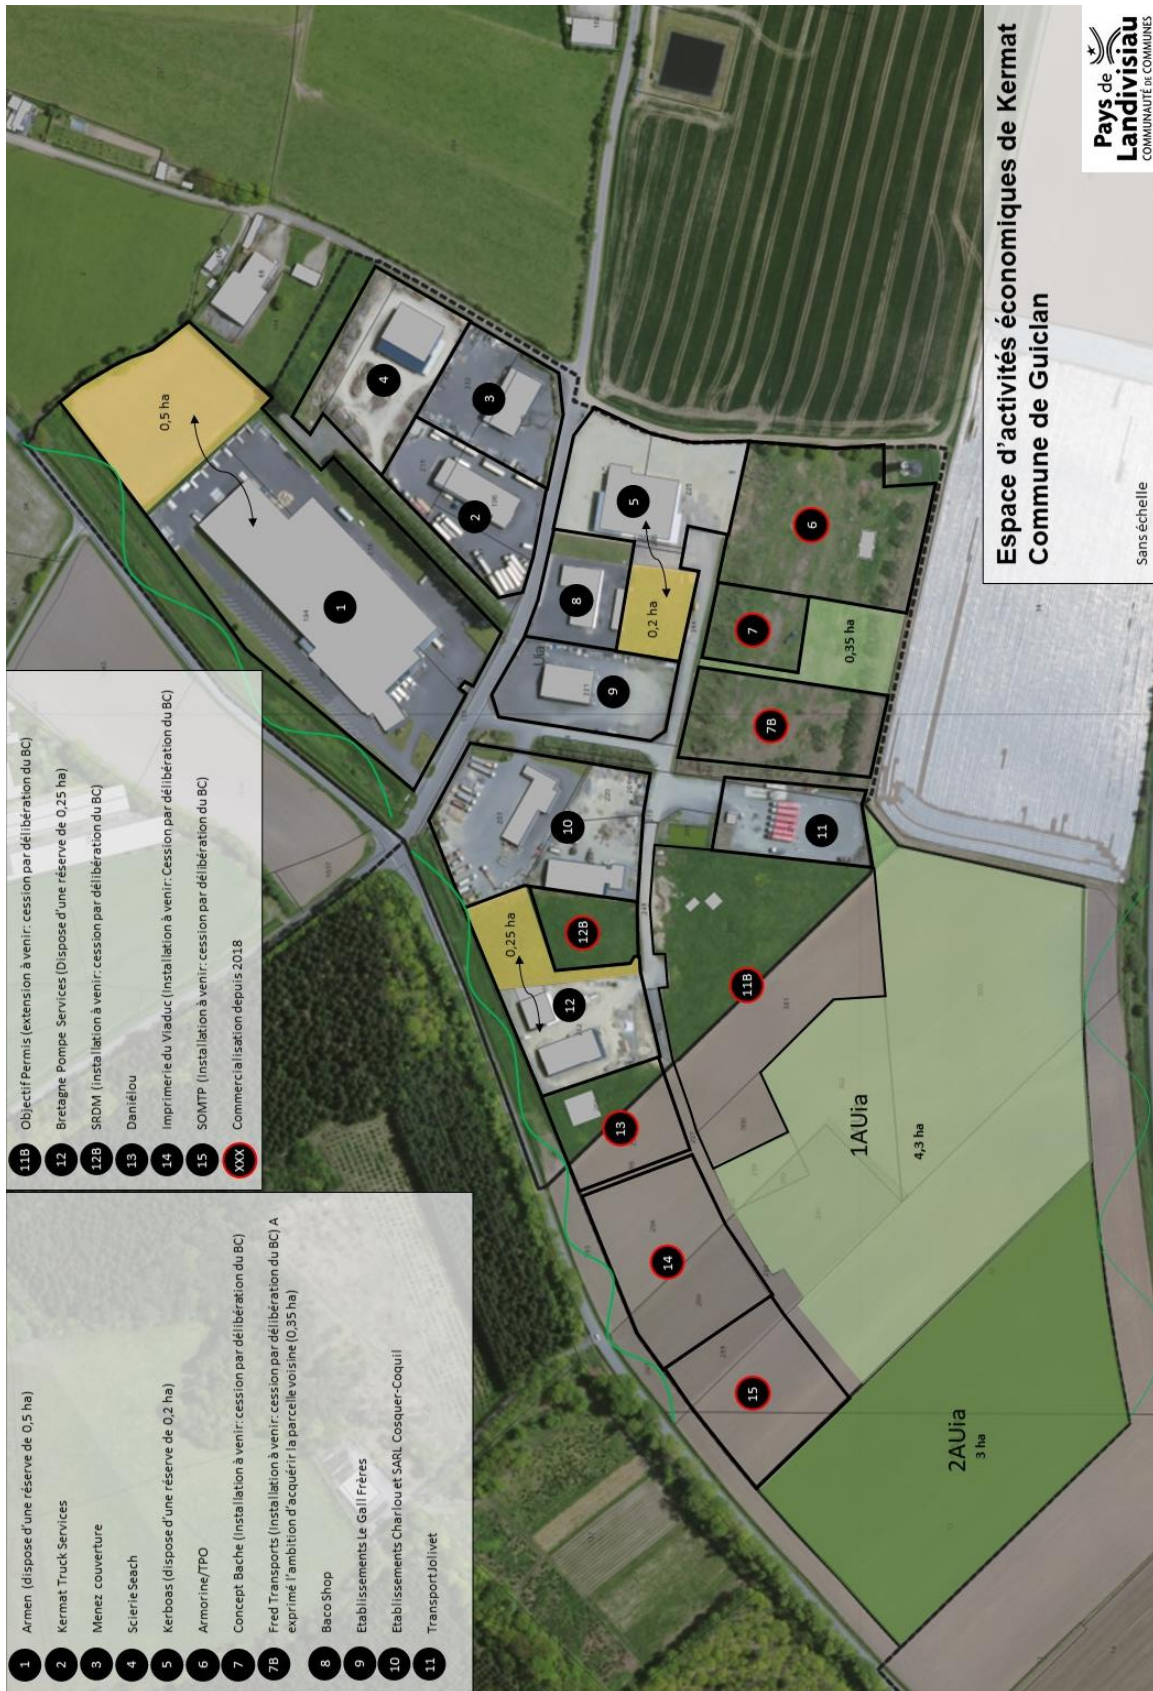 1 Armen (dispose d'une réserve de 0,5 ha)
2 Kermat Truck Services
3 Menez couverture
4 Scierie Seach
5 Kerboas (dispose d'une réserve de 0,2 ha)
6 Armorine/TPO
7 Concept Bache (Installation à venir: cession par délibération du BC)
7B Fred Transports (Installation à venir: cession par délibération du BC) A
exprimé l'ambition d'acquérir la parcelle voisine (0,35 ha)
8 Baco Shop
9 Etablissements Le Gall Frères
10 Etablissements Charlou et SARL Cosquer-Coquil
11 Transport Jolivet
11B Objectif Permis (extension à venir: cession par délibération du BC)
12 Bretagne Pompe Services (Dispose d'une réserve de 0,25 ha)
12B SRDM (installation à venir: cession par délibération du BC)
13 Daniélou
14 Imprimerie du Viaduc (Installation à venir: Cession par délibération du BC)
15 SOMTP (Installation à venir: cession par délibération du BC)
XXX Commercialisation depuis 2018
0,5 ha
1
2
3
4
5
6
7
7B
8
9
10
11
11B
12
12B
13
14
15
0,2 ha
0,35 ha
0,25 ha
Uia
1AUia
4,3 ha
2AUia
3 ha
Espace d'activités économiques de Kermat
Commune de Guiclan
Sans échelle
Pays de
Landivisiau
COMMUNAUTÉ DE COMMUNES